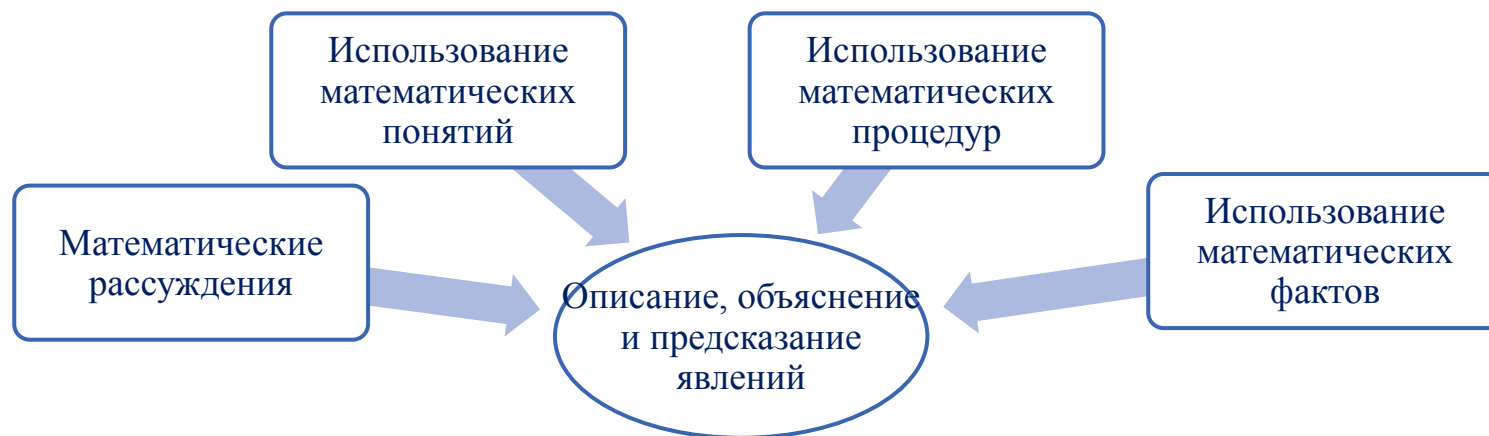 Использование
математических
понятий
Использование
математических
процедур
Математические
рассуждения
Использование
математических
фактов
Описание, объяснение
и предсказание
явлений